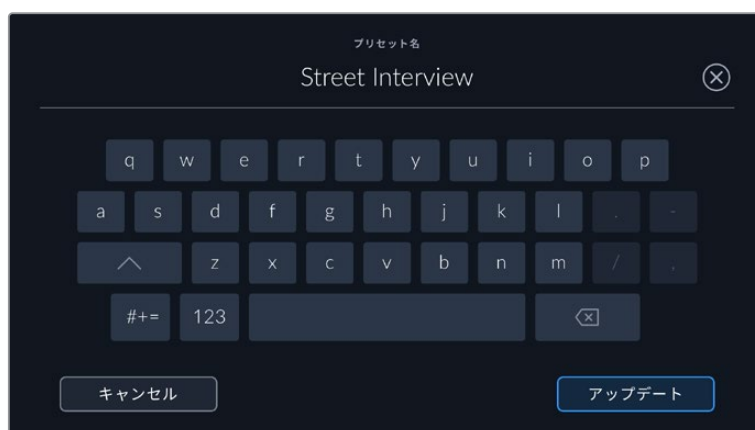 プリセット名
Street Interview
q w e r t y u i o p
a s d f g h j k l . -
z x c v b n m / ,
#+= 123
キャンセル アップデート